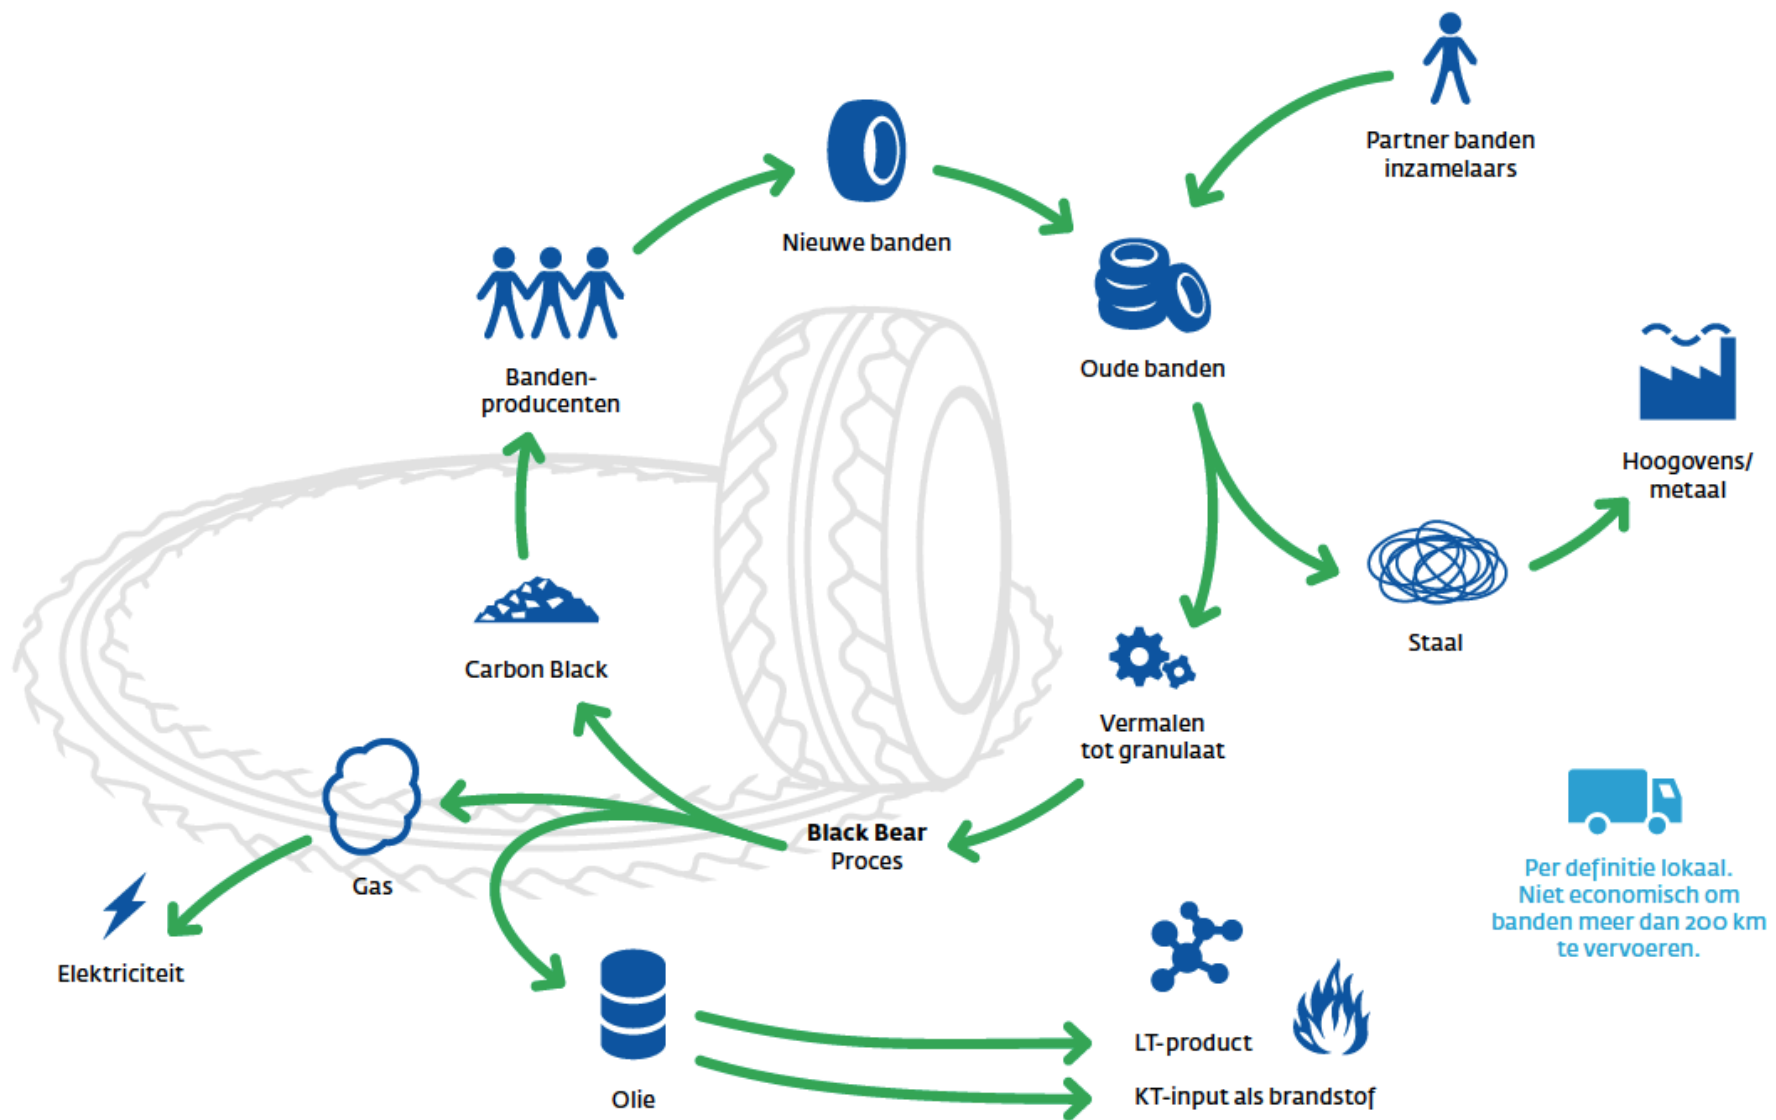 Partner banden
inzamelaars
Nieuwe banden
Oude banden
Banden-
producenten
Hoogovens/
metaal
Staal
Carbon Black
Vermalen
tot granulaat
Black Bear
Proces
Gas
Elektriciteit
Per definitie lokaal.
Niet economisch om
banden meer dan 200 km
te vervoeren.
LT-product
KT-input als brandstof
Olie